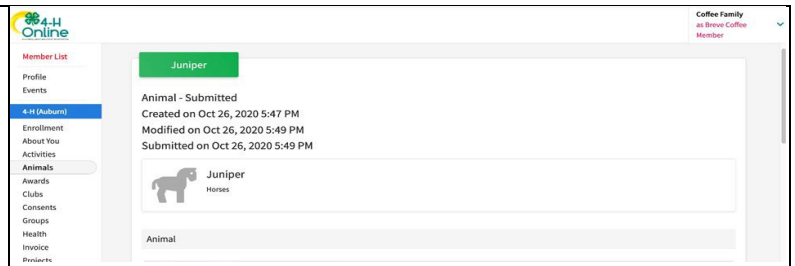 4-H
Online
Coffee Family
as Breve Coffee
Member
Member List
Profile
Events
4-H (Auburn)
Enrollment
About You
Activities
Animals
Awards
Clubs
Consents
Groups
Health
Invoice
Projects
Juniper
Animal - Submitted
Created on Oct 26, 2020 5:47 PM
Modified on Oct 26, 2020 5:49 PM
Submitted on Oct 26, 2020 5:49 PM
Juniper
Horses
Animal